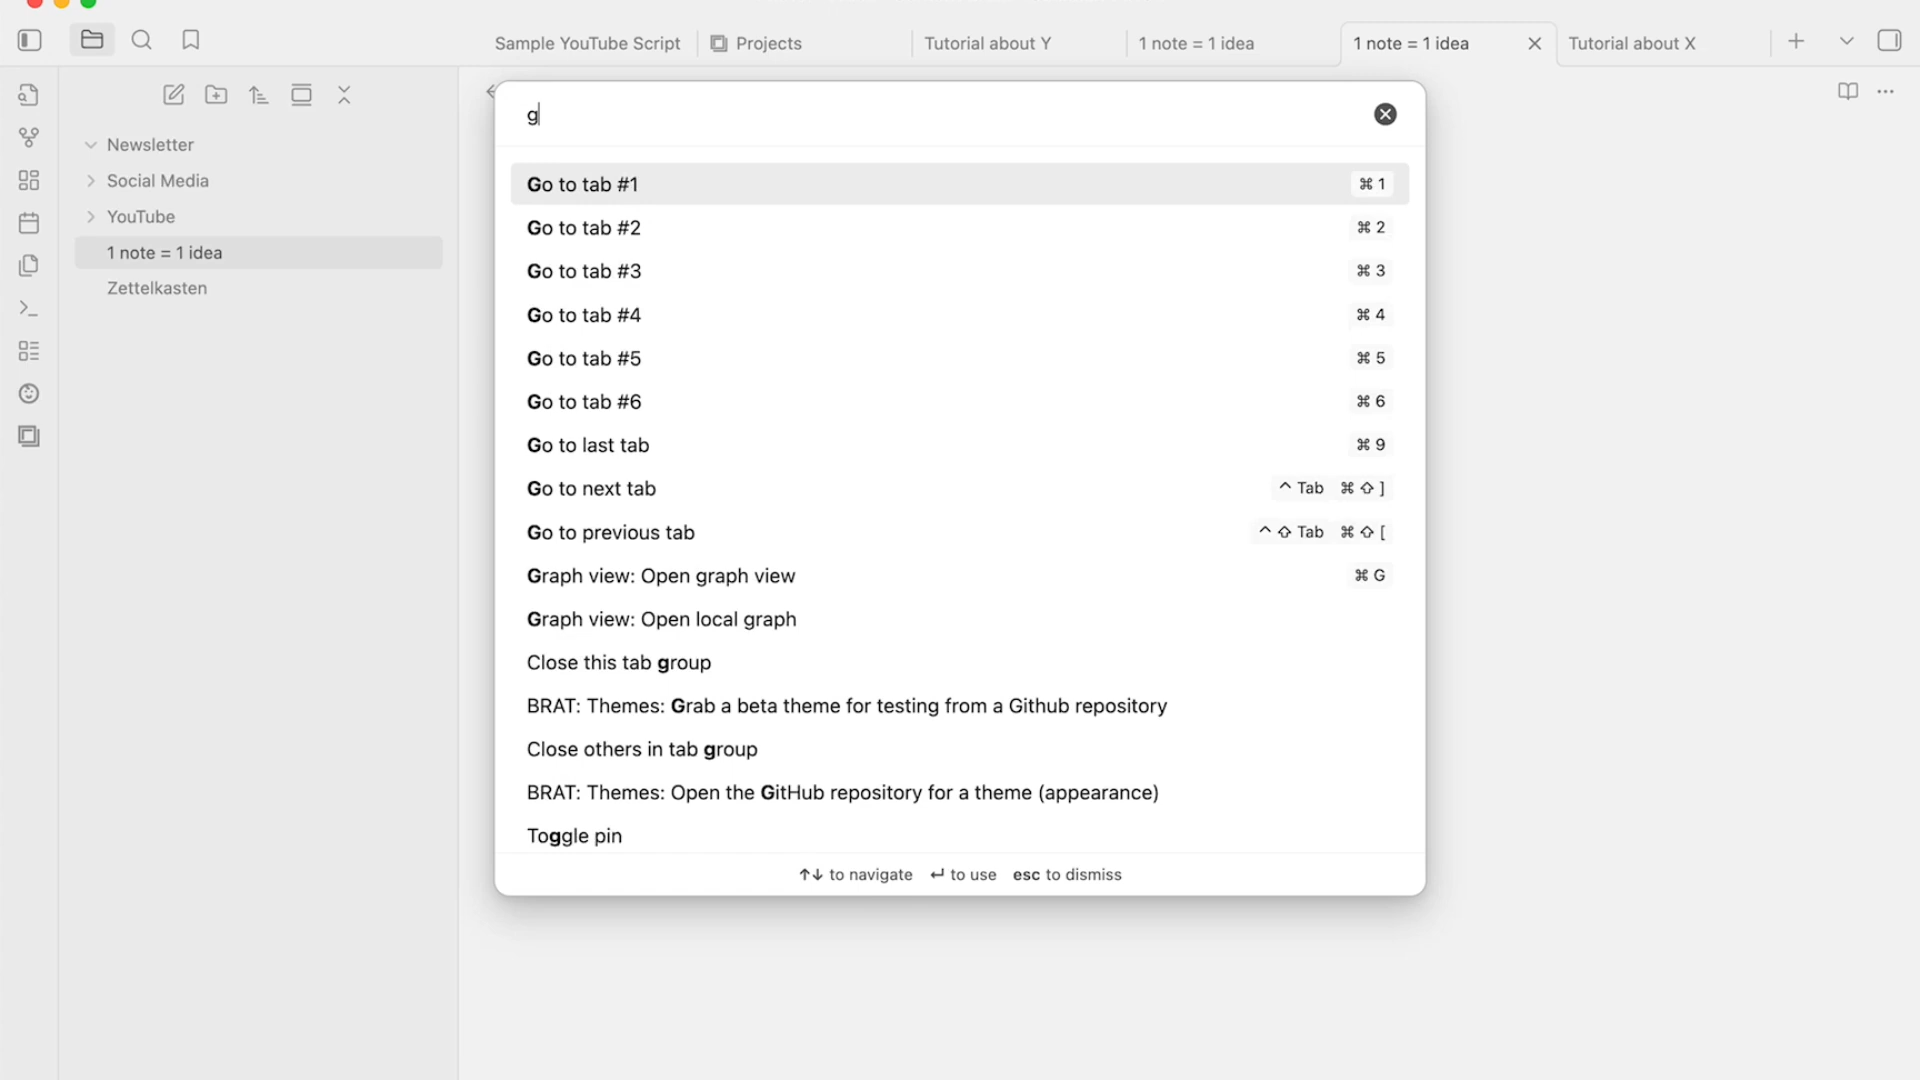 Sample YouTube Script
Projects
Tutorial about Y
1 note = 1 idea
1 note = 1 idea
Tutorial about X
Newsletter
Social Media
YouTube
1 note = 1 idea
Zettelkasten
g
Go to tab #1 ⌘ 1
Go to tab #2 ⌘ 2
Go to tab #3 ⌘ 3
Go to tab #4 ⌘ 4
Go to tab #5 ⌘ 5
Go to tab #6 ⌘ 6
Go to last tab ⌘ 9
Go to next tab ^ Tab ⌘ ⇧ ]
Go to previous tab ^ ⇧ Tab ⌘ ⇧ [
Graph view: Open graph view ⌘ G
Graph view: Open local graph
Close this tab group
BRAT: Themes: Grab a beta theme for testing from a Github repository
Close others in tab group
BRAT: Themes: Open the GitHub repository for a theme (appearance)
Toggle pin
↑↓ to navigate ↵ to use esc to dismiss